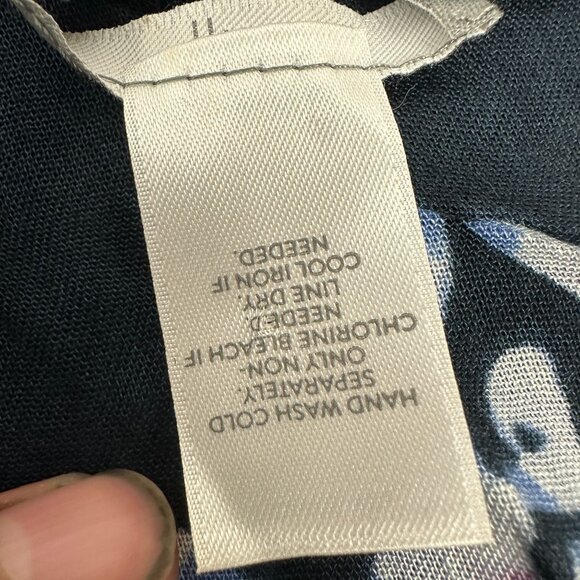 HAND WASH COLD
SEPARATELY.
ONLY NON-
CHLORINE BLEACH IF
NEEDED.
LINE DRY.
COOL IRON IF
NEEDED.